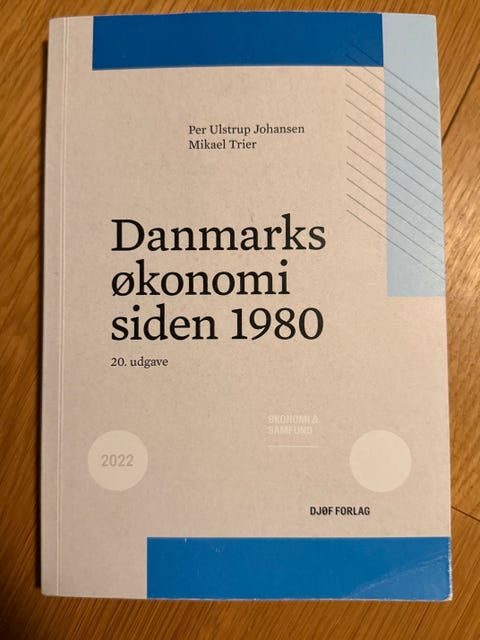 Per Ulstrup Johansen
Mikael Trier
Danmarks
økonomi
siden 1980
20. udgave
ØKONOMI &
SAMFUND
2022
DJØF FORLAG